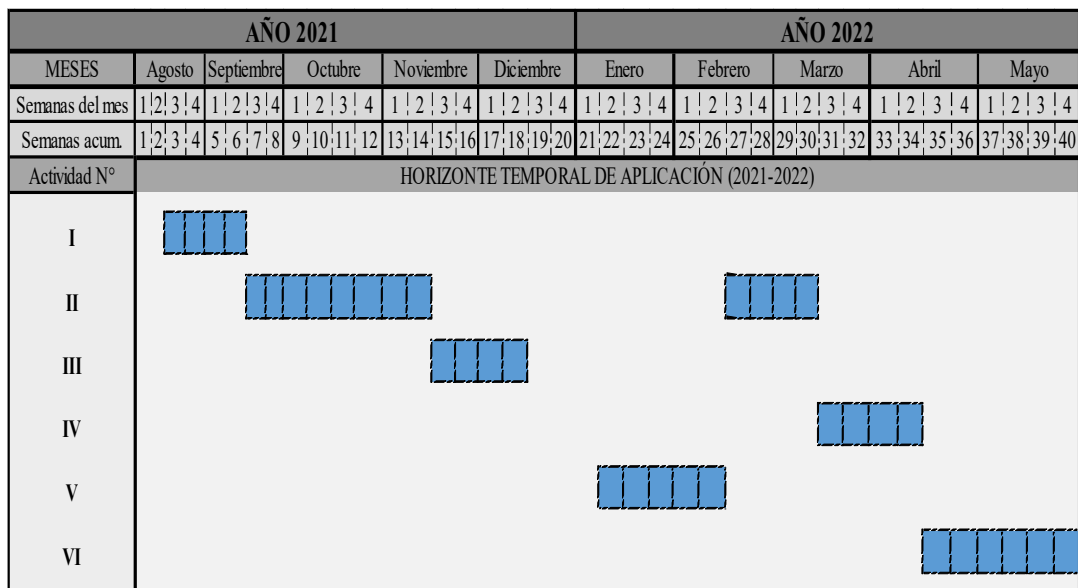 AÑO 2021 AÑO 2022
MESES Agosto Septiembre Octubre Noviembre Diciembre Enero Febrero Marzo Abril Mayo
Semanas del mes 1 2 3 4 1 2 3 4 1 2 3 4 1 2 3 4 1 2 3 4 1 2 3 4 1 2 3 4 1 2 3 4 1 2 3 4 1 2 3 4
Semanas acum. 1 2 3 4 5 6 7 8 9 10 11 12 13 14 15 16 17 18 19 20 21 22 23 24 25 26 27 28 29 30 31 32 33 34 35 36 37 38 39 40
Actividad N° HORIZONTE TEMPORAL DE APLICACIÓN (2021-2022)
I
II
III
IV
V
VI